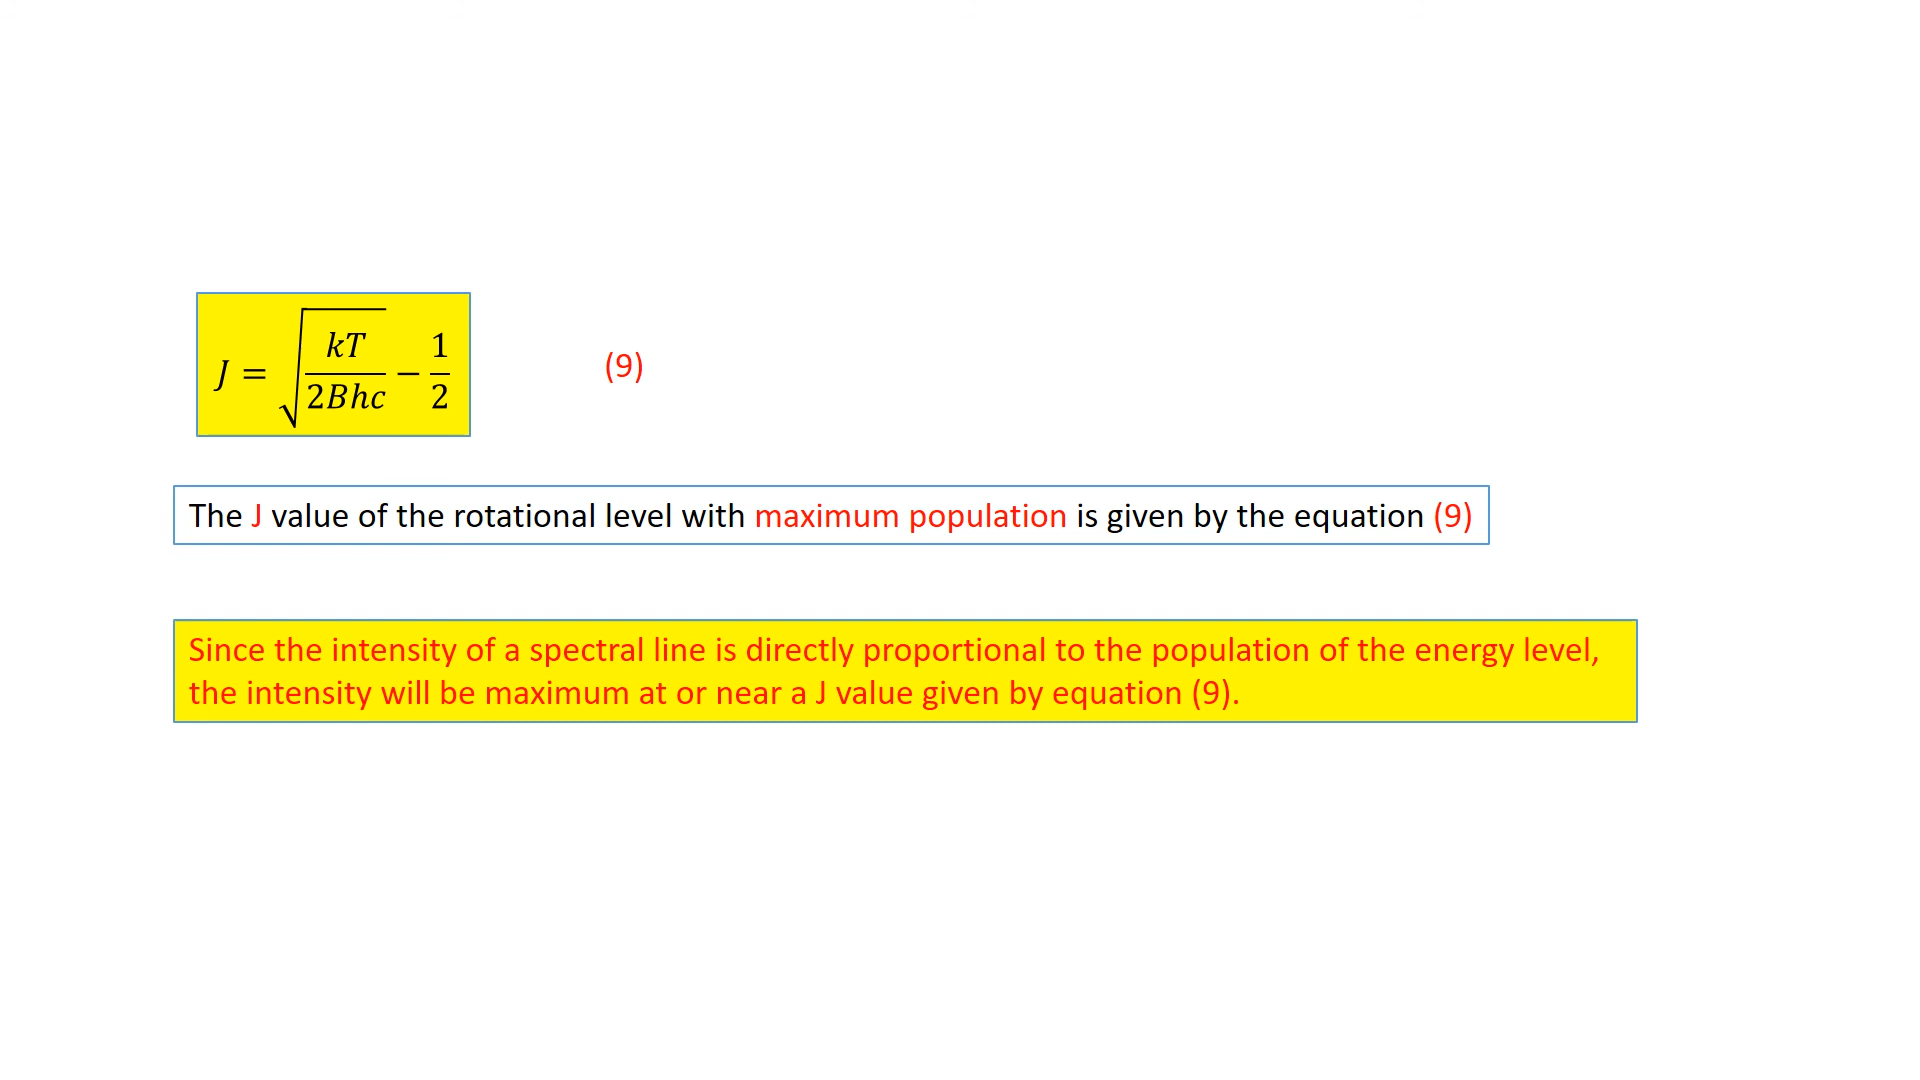 J = √(kT/2Bhc) − 1/2 (9)
The J value of the rotational level with maximum population is given by the equation (9)
Since the intensity of a spectral line is directly proportional to the population of the energy level,
the intensity will be maximum at or near a J value given by equation (9).